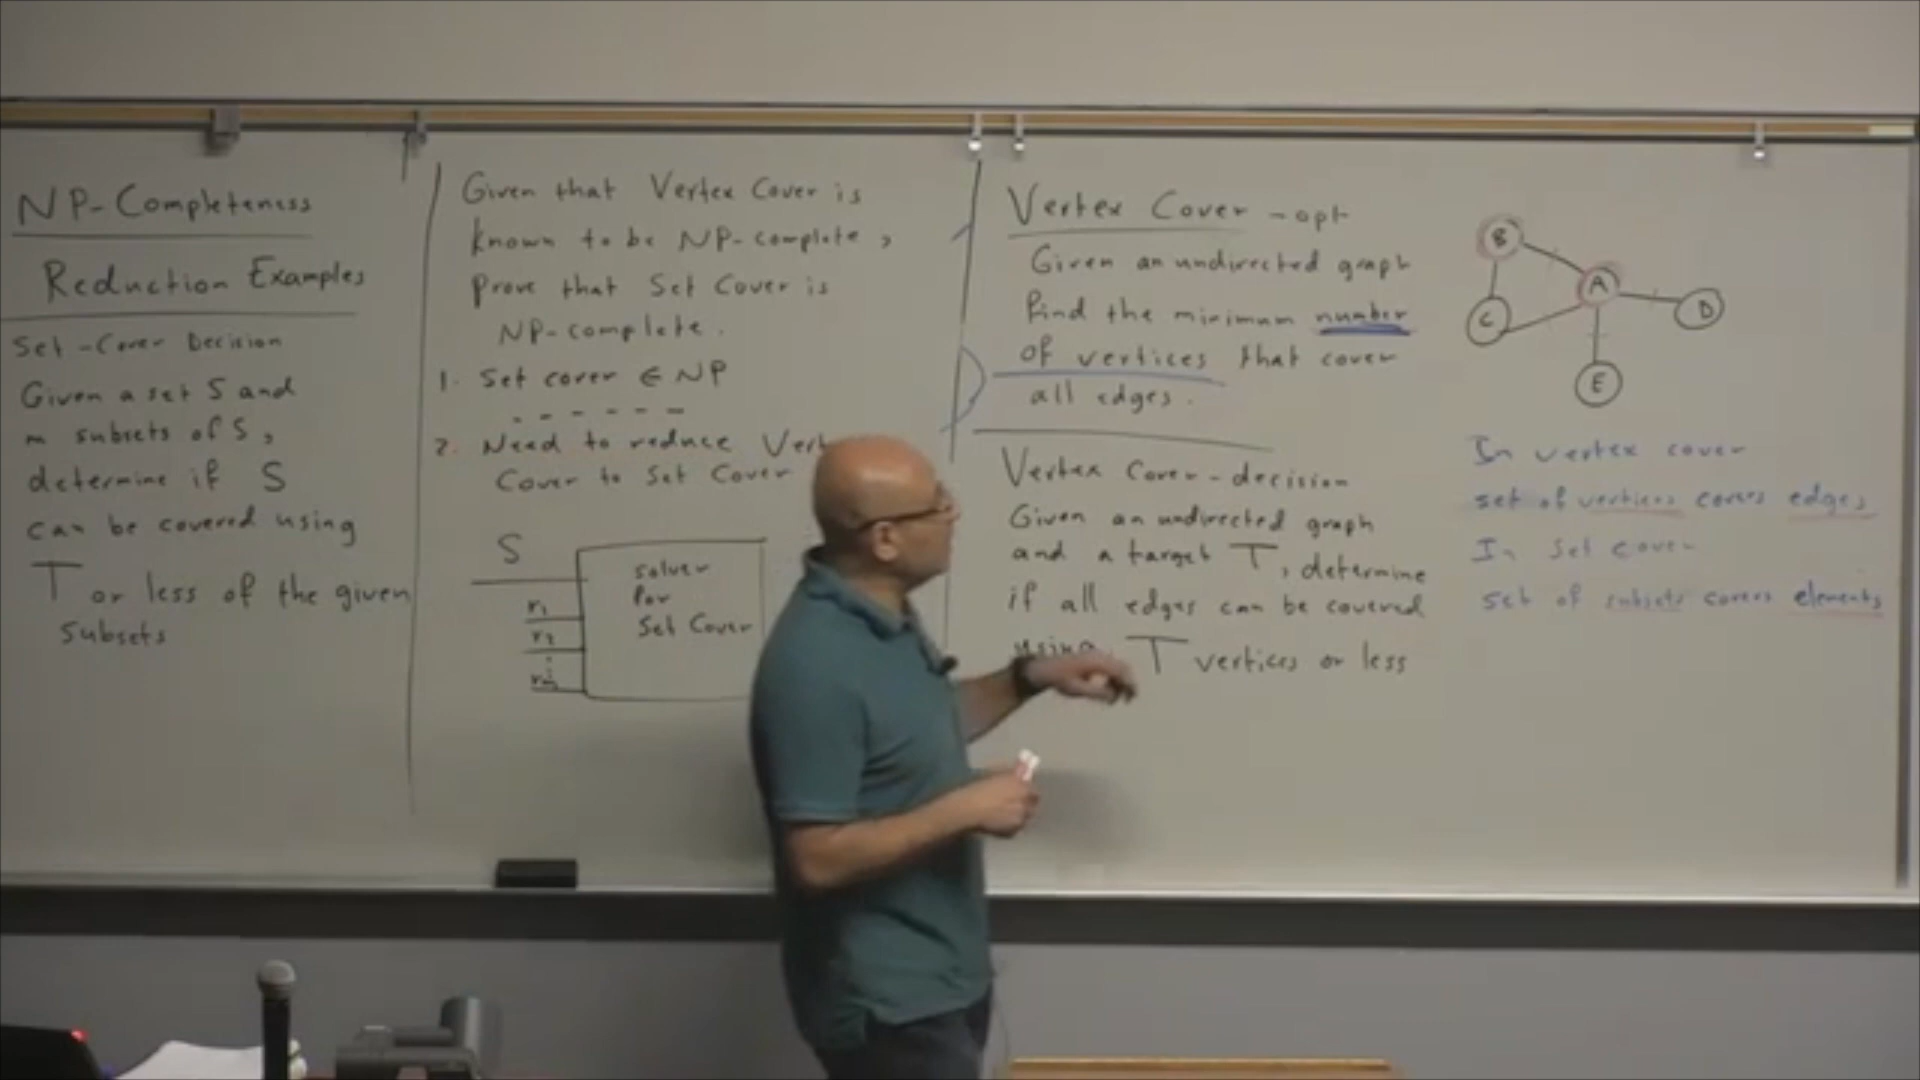 NP-Completeness
Reduction Examples
Set-Cover Decision
Given a set S and
m subsets of S,
determine if S
can be covered using
T or less of the given
subsets
Given that Vertex Cover is
known to be NP-complete,
prove that Set Cover is
NP-complete.
1. Set cover ∈ NP
2. Need to reduce Vert
Cover to Set Cover
S
r1
r2
rm
solver
for
Set Cover
Vertex Cover - opt
Given an undirected graph
find the minimum number
of vertices that cover
all edges.
Vertex Cover - decision
Given an undirected graph
and a target T, determine
if all edges can be covered
using T vertices or less
B
A
C
D
E
In vertex cover
set of vertices covers edges
In set cover
set of subsets covers elements